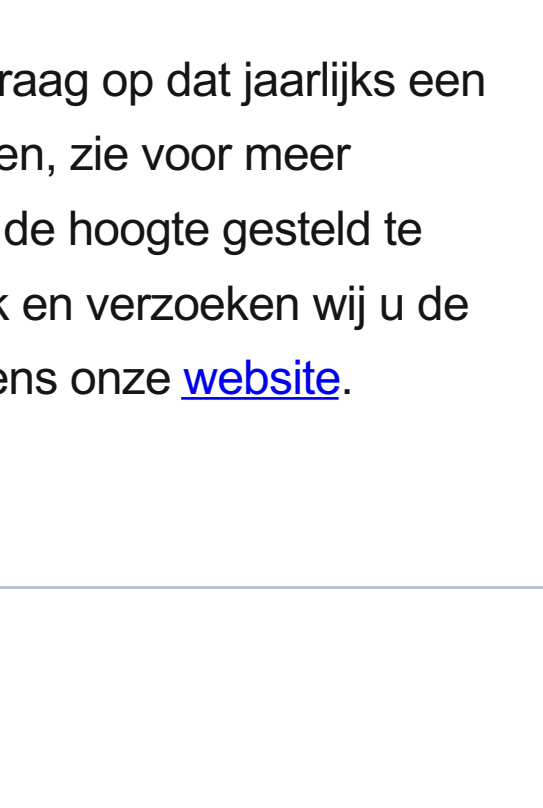 raag op dat jaarlijks een
en, zie voor meer
de hoogte gesteld te
k en verzoeken wij u de
ens onze website.